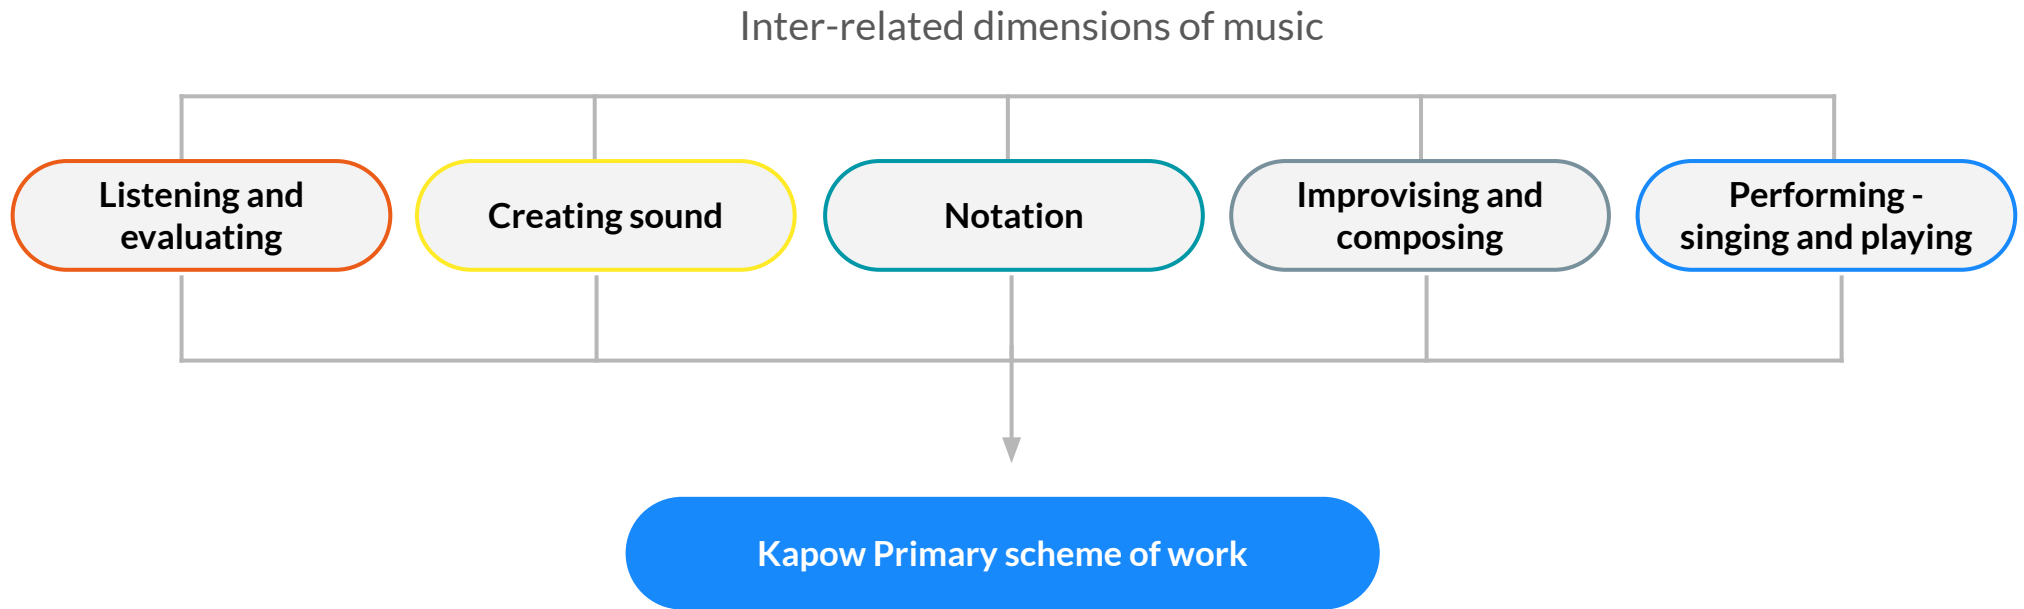 Inter-related dimensions of music
Listening and
evaluating
Creating sound
Notation
Improvising and
composing
Performing -
singing and playing
Kapow Primary scheme of work